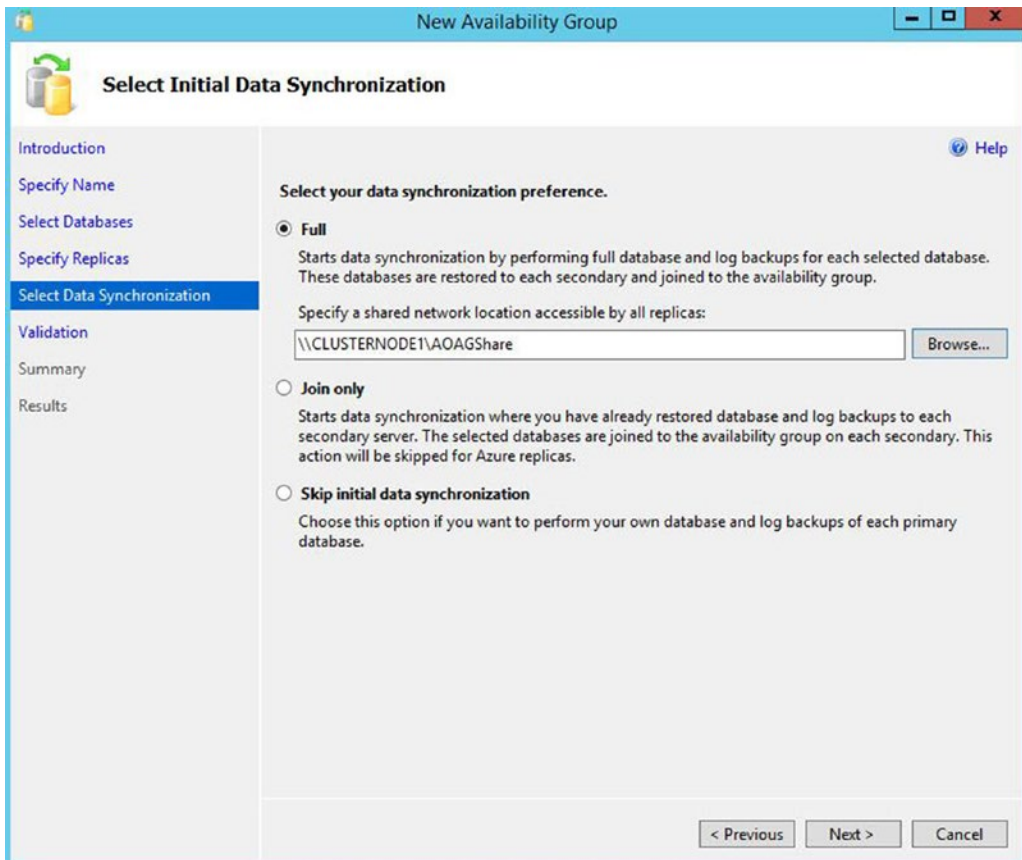 New Availability Group
Select Initial Data Synchronization
Introduction
Specify Name
Select Databases
Specify Replicas
Select Data Synchronization
Validation
Summary
Results
Help
Select your data synchronization preference.
Full
Starts data synchronization by performing full database and log backups for each selected database.
These databases are restored to each secondary and joined to the availability group.
Specify a shared network location accessible by all replicas:
\\CLUSTERNODE1\AOAGShare
Browse...
Join only
Starts data synchronization where you have already restored database and log backups to each
secondary server. The selected databases are joined to the availability group on each secondary. This
action will be skipped for Azure replicas.
Skip initial data synchronization
Choose this option if you want to perform your own database and log backups of each primary
database.
< Previous
Next >
Cancel